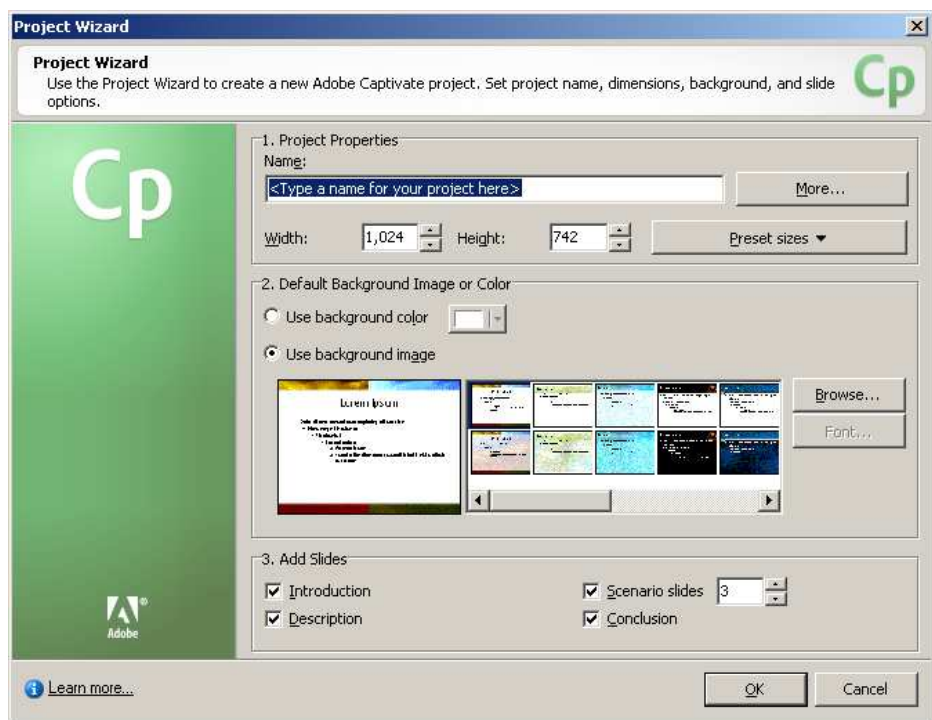 Project Wizard
Project Wizard
Use the Project Wizard to create a new Adobe Captivate project. Set project name, dimensions, background, and slide
options.
Cp
Cp
1. Project Properties
Name:
<Type a name for your project here>
More...
Width: 1,024 Height: 742 Preset sizes
2. Default Background Image or Color
Use background color
Use background image
Lorem Ipsum
Browse...
Font...
3. Add Slides
Introduction
Scenario slides 3
Description
Conclusion
Adobe
Learn more...
OK
Cancel